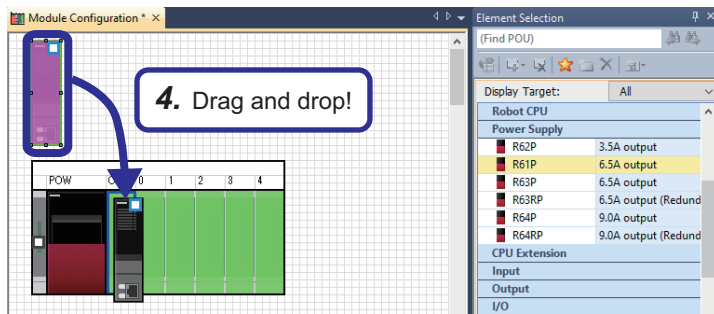 Module Configuration *
Element Selection
(Find POU)
4. Drag and drop!
Display Target: All
Robot CPU
Power Supply
R62P 3.5A output
R61P 6.5A output
R63P 6.5A output
R63RP 6.5A output (Redund
R64P 9.0A output
R64RP 9.0A output (Redund
CPU Extension
Input
Output
I/O
POW 0 1 2 3 4